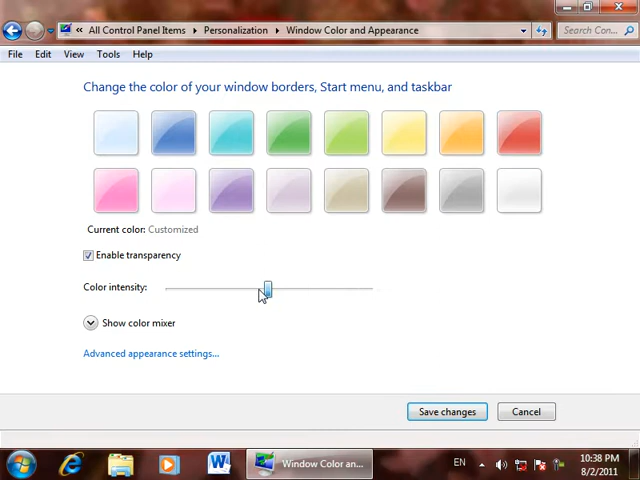 « All Control Panel Items Personalization Window Color and Appearance Search Con...
File Edit View Tools Help
Change the color of your window borders, Start menu, and taskbar
Current color: Customized
Enable transparency
Color intensity:
Show color mixer
Advanced appearance settings...
Save changes Cancel
W Window Color an... EN 10:38 PM
8/2/2011